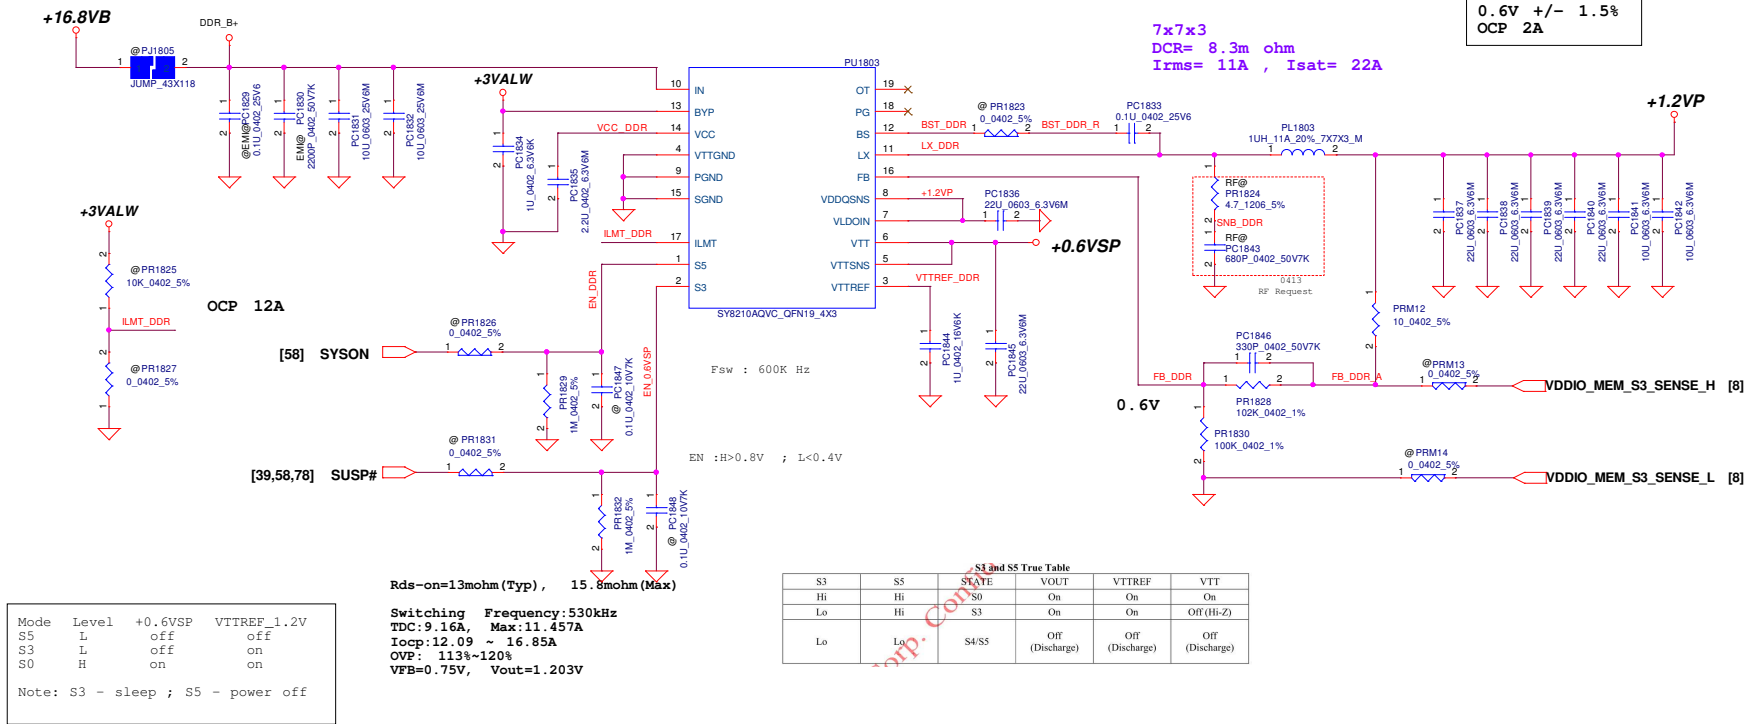 +16.8VB
DDR_B+
@PJ1805
1 2
JUMP_43X118
@EMI@PC1829
0.1U_0402_25V6
EMI@ PC1830
2200P_0402_50V7K
PC1831
10U_0603_25V6M
PC1832
10U_0603_25V6M
+3VALW
PC1834
1U_0402_6.3V6K
PC1835
2.2U_0402_6.3V6M
VCC_DDR
ILMT_DDR
EN_DDR
EN_0.6VSP
PU1803
10 IN
13 BYP
14 VCC
4 VTTGND
9 PGND
15 SGND
17 ILMT
1 S5
2 S3
OT 19
PG 18
BS 12
LX 11
FB 16
VDDQSNS 8
VLDOIN 7
VTT 6
VTTSNS 5
VTTREF 3
SY8210AQVC_QFN19_4X3
BST_DDR
@ PR1823
0_0402_5%
BST_DDR_R
PC1833
0.1U_0402_25V6
LX_DDR
+1.2VP
PC1836
22U_0603_6.3V6M
+0.6VSP
VTTREF_DDR
PC1844
1U_0402_16V6K
PC1845
22U_0603_6.3V6M
7x7x3
DCR= 8.3m ohm
Irms= 11A , Isat= 22A
0.6V +/- 1.5%
OCP 2A
+1.2VP
PL1803
1UH_11A_20%_7X7X3_M
RF@
PR1824
4.7_1206_5%
SNB_DDR
RF@
PC1843
680P_0402_50V7K
0413
RF Request
PC1837
22U_0603_6.3V6M
PC1838
22U_0603_6.3V6M
PC1839
22U_0603_6.3V6M
PC1840
22U_0603_6.3V6M
PC1841
22U_0603_6.3V6M
PC1842
10U_0603_6.3V6M
PRM12
10_0402_5%
PC1846
330P_0402_50V7K
FB_DDR
FB_DDR_A
PR1828
102K_0402_1%
0.6V
PR1830
100K_0402_1%
@PRM13
0_0402_5%
VDDIO_MEM_S3_SENSE_H [8]
@PRM14
0_0402_5%
VDDIO_MEM_S3_SENSE_L [8]
+3VALW
@PR1825
10K_0402_5%
OCP 12A
ILMT_DDR
@PR1827
0_0402_5%
[58] SYSON
@PR1826
0_0402_5%
PR1829
1M_0402_5%
@ PC1847
0.1U_0402_10V7K
[39,58,78] SUSP#
@PR1831
0_0402_5%
PR1832
1M_0402_5%
@ PC1848
0.1U_0402_10V7K
Fsw : 600K Hz
EN :H>0.8V ; L<0.4V
Rds-on=13mohm(Typ), 15.8mohm(Max)
Switching Frequency:530kHz
TDC:9.16A, Max:11.457A
Iocp:12.09 ~ 16.85A
OVP: 113%~120%
VFB=0.75V, Vout=1.203V
Mode Level +0.6VSP VTTREF_1.2V
S5 L off off
S3 L off on
S0 H on on
Note: S3 - sleep ; S5 - power off
S3 and S5 True Table
S3 S5 STATE VOUT VTTREF VTT
Hi Hi S0 On On On
Lo Hi S3 On On Off (Hi-Z)
Lo Lo S4/S5 Off (Discharge) Off (Discharge) Off (Discharge)